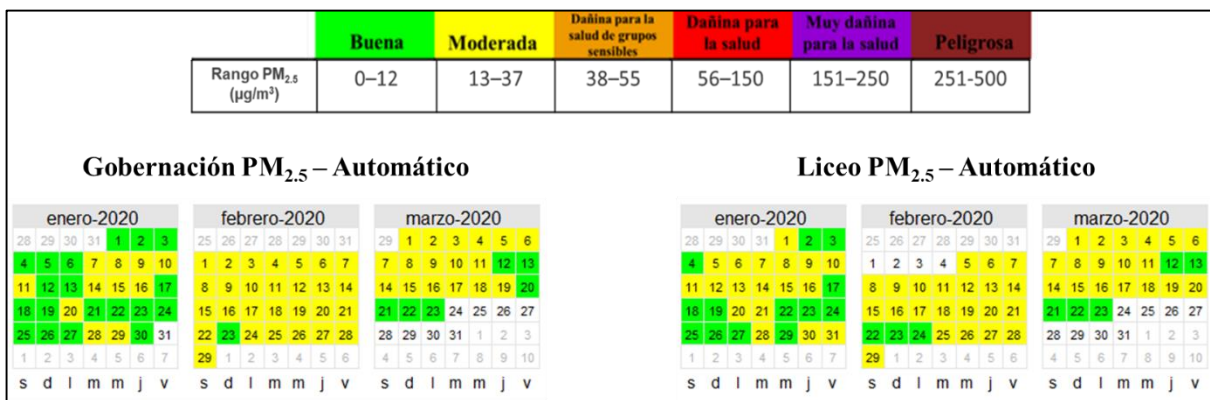 Buena Moderada Dañina para la salud de grupos sensibles Dañina para la salud Muy dañina para la salud Peligrosa
Rango PM2.5 (µg/m³) 0–12 13–37 38–55 56–150 151–250 251-500
Gobernación PM2.5 – Automático
enero-2020
28 29 30 31 1 2 3
4 5 6 7 8 9 10
11 12 13 14 15 16 17
18 19 20 21 22 23 24
25 26 27 28 29 30 31
1 2 3 4 5 6 7
s d l m m j v
febrero-2020
25 26 27 28 29 30 31
1 2 3 4 5 6 7
8 9 10 11 12 13 14
15 16 17 18 19 20 21
22 23 24 25 26 27 28
29 1 2 3 4 5 6
s d l m m j v
marzo-2020
29 1 2 3 4 5 6
7 8 9 10 11 12 13
14 15 16 17 18 19 20
21 22 23 24 25 26 27
28 29 30 31 1 2 3
4 5 6 7 8 9 10
s d l m m j v
Liceo PM2.5 – Automático
enero-2020
28 29 30 31 1 2 3
4 5 6 7 8 9 10
11 12 13 14 15 16 17
18 19 20 21 22 23 24
25 26 27 28 29 30 31
1 2 3 4 5 6 7
s d l m m j v
febrero-2020
25 26 27 28 29 30 31
1 2 3 4 5 6 7
8 9 10 11 12 13 14
15 16 17 18 19 20 21
22 23 24 25 26 27 28
29 1 2 3 4 5 6
s d l m m j v
marzo-2020
29 1 2 3 4 5 6
7 8 9 10 11 12 13
14 15 16 17 18 19 20
21 22 23 24 25 26 27
28 29 30 31 1 2 3
4 5 6 7 8 9 10
s d l m m j v